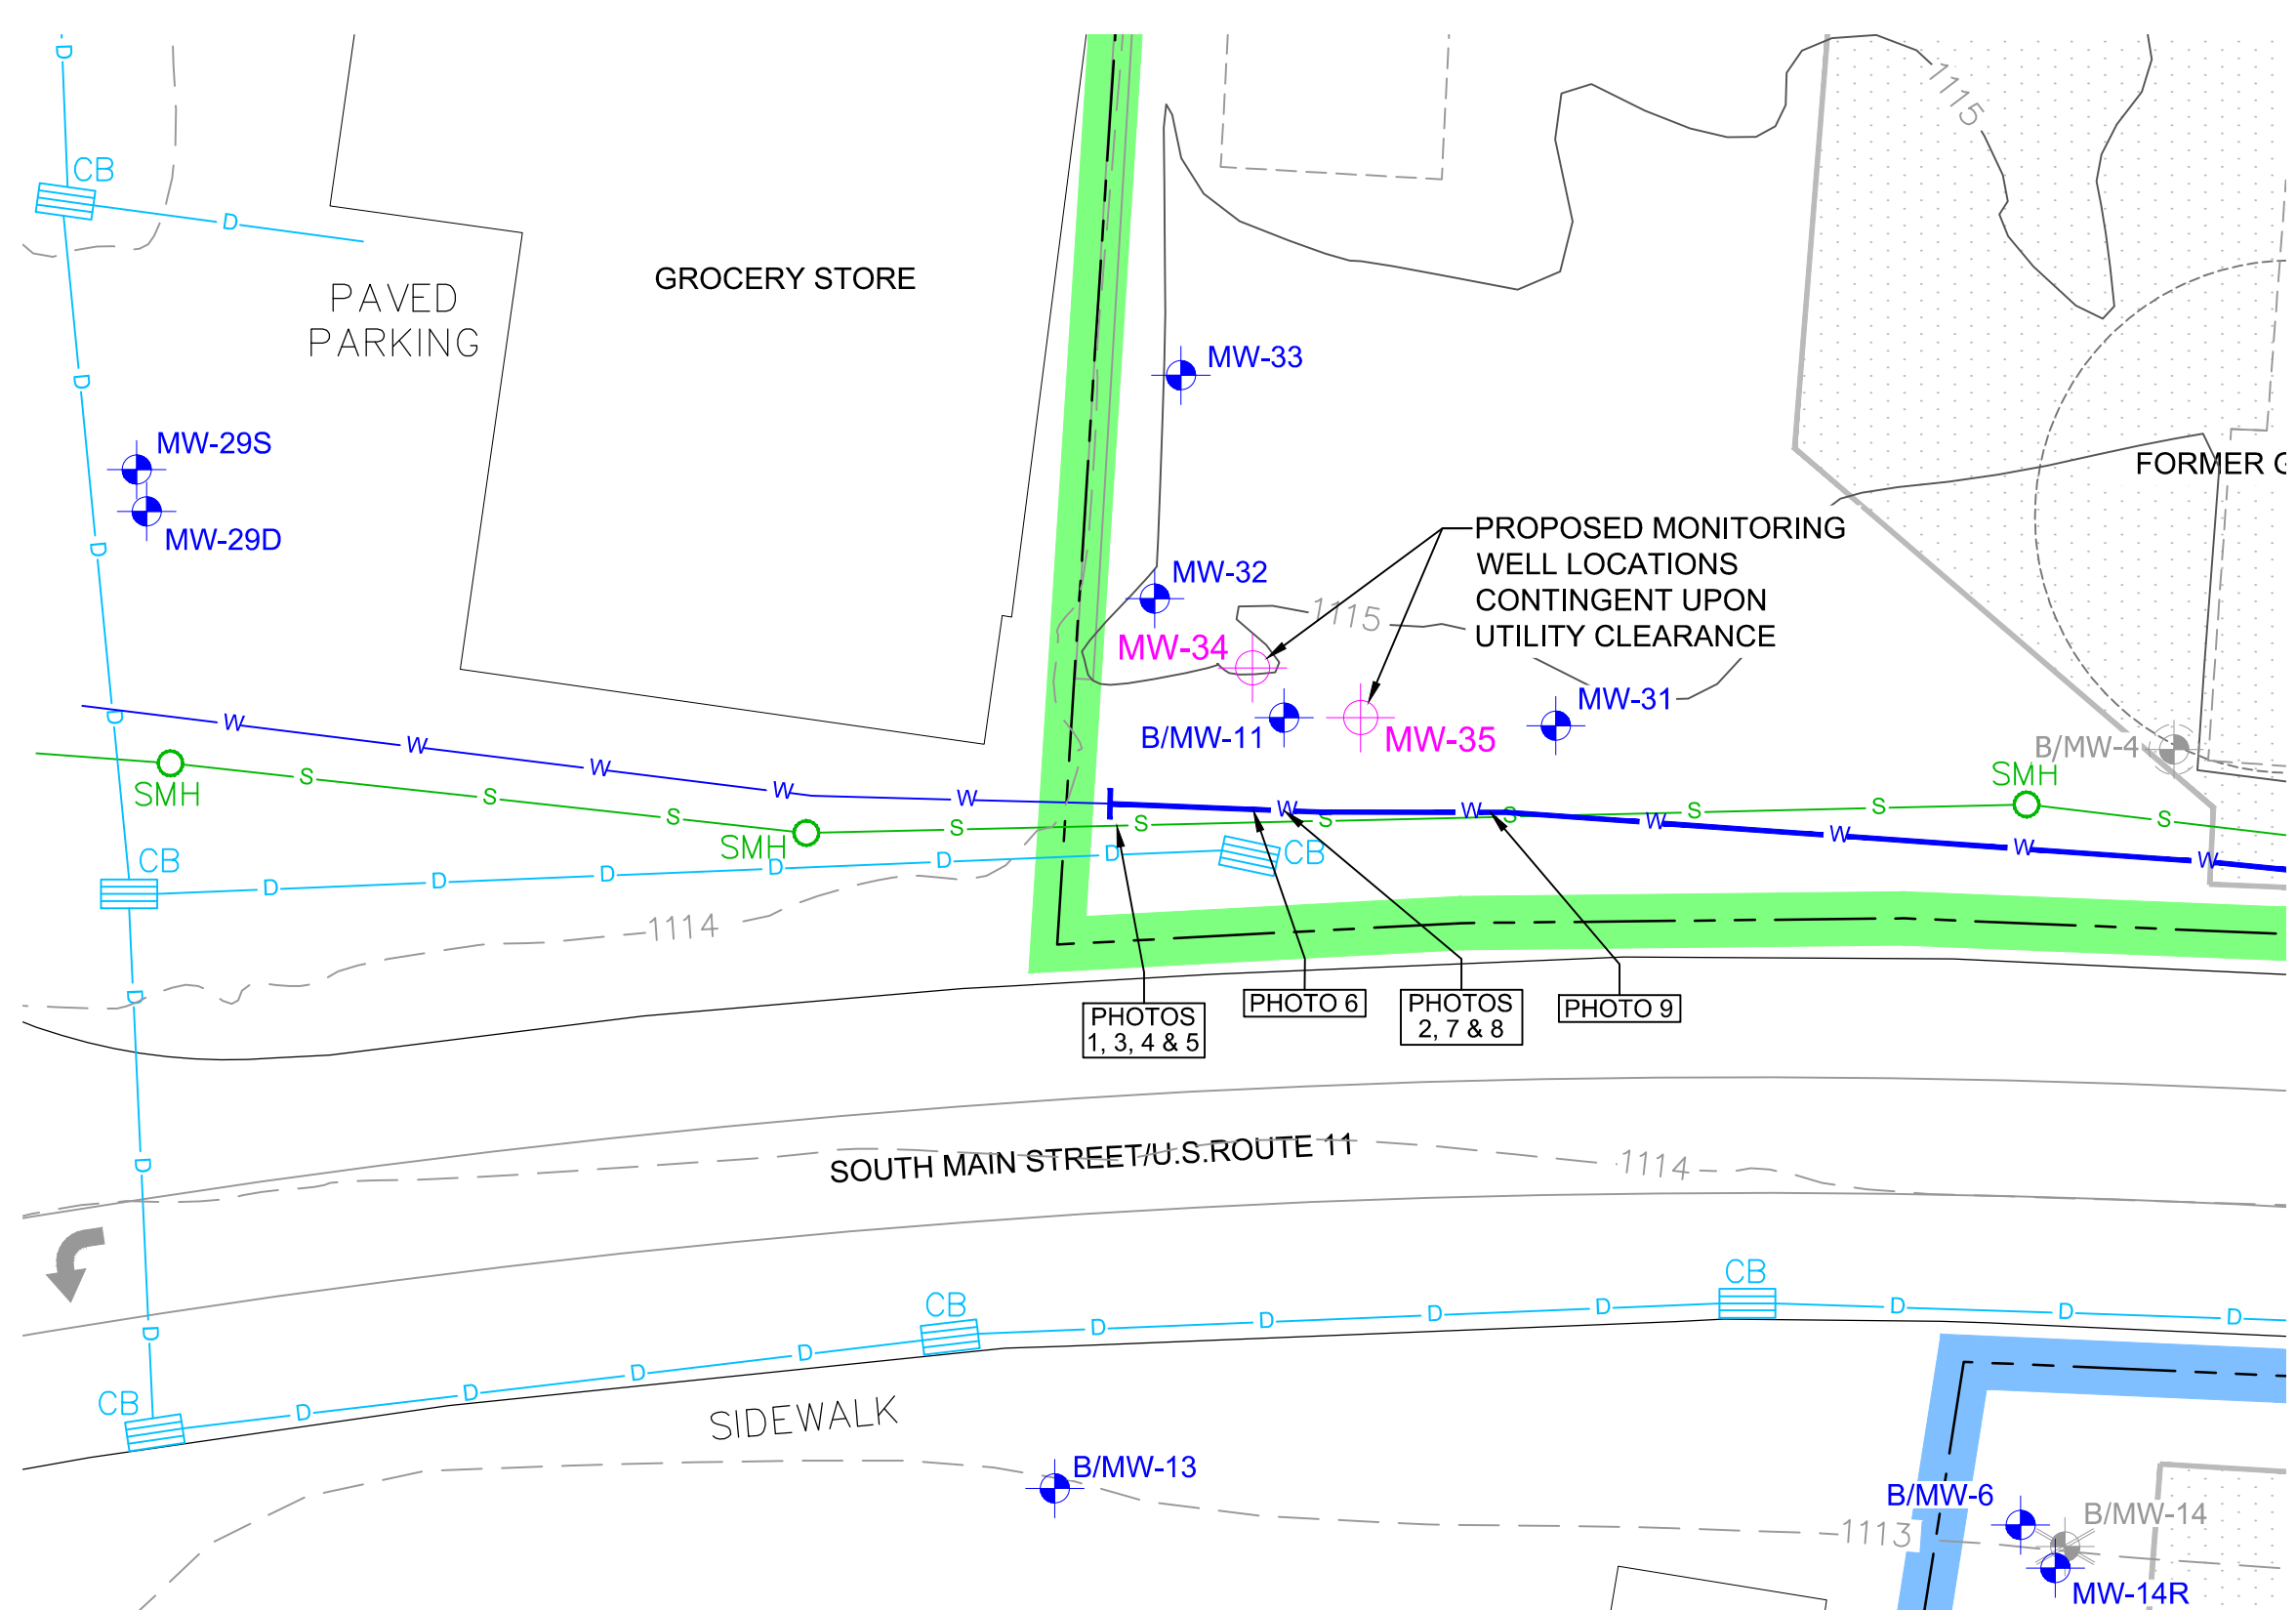 D
CB
D
PAVED
PARKING
GROCERY STORE
1115
MW-33
D
MW-29S
MW-29D
D
FORMER G
PROPOSED MONITORING
WELL LOCATIONS
CONTINGENT UPON
UTILITY CLEARANCE
MW-32
1115
MW-34
MW-31
B/MW-11
MW-35
B/MW-4
D
W
W
W
W
W
W
W
W
W
W
W
SMH
S
S
S
SMH
S
S
S
S
S
S
SMH
S
CB
D
D
D
D
D
D
CB
1114
D
PHOTOS
1, 3, 4 & 5
PHOTO 6
PHOTOS
2, 7 & 8
PHOTO 9
SOUTH MAIN STREET/U.S.ROUTE 11
1114
D
D
CB
D
D
D
D
CB
D
D
D
D
CB
D
D
D
SIDEWALK
B/MW-13
B/MW-6
B/MW-14
1113
MW-14R